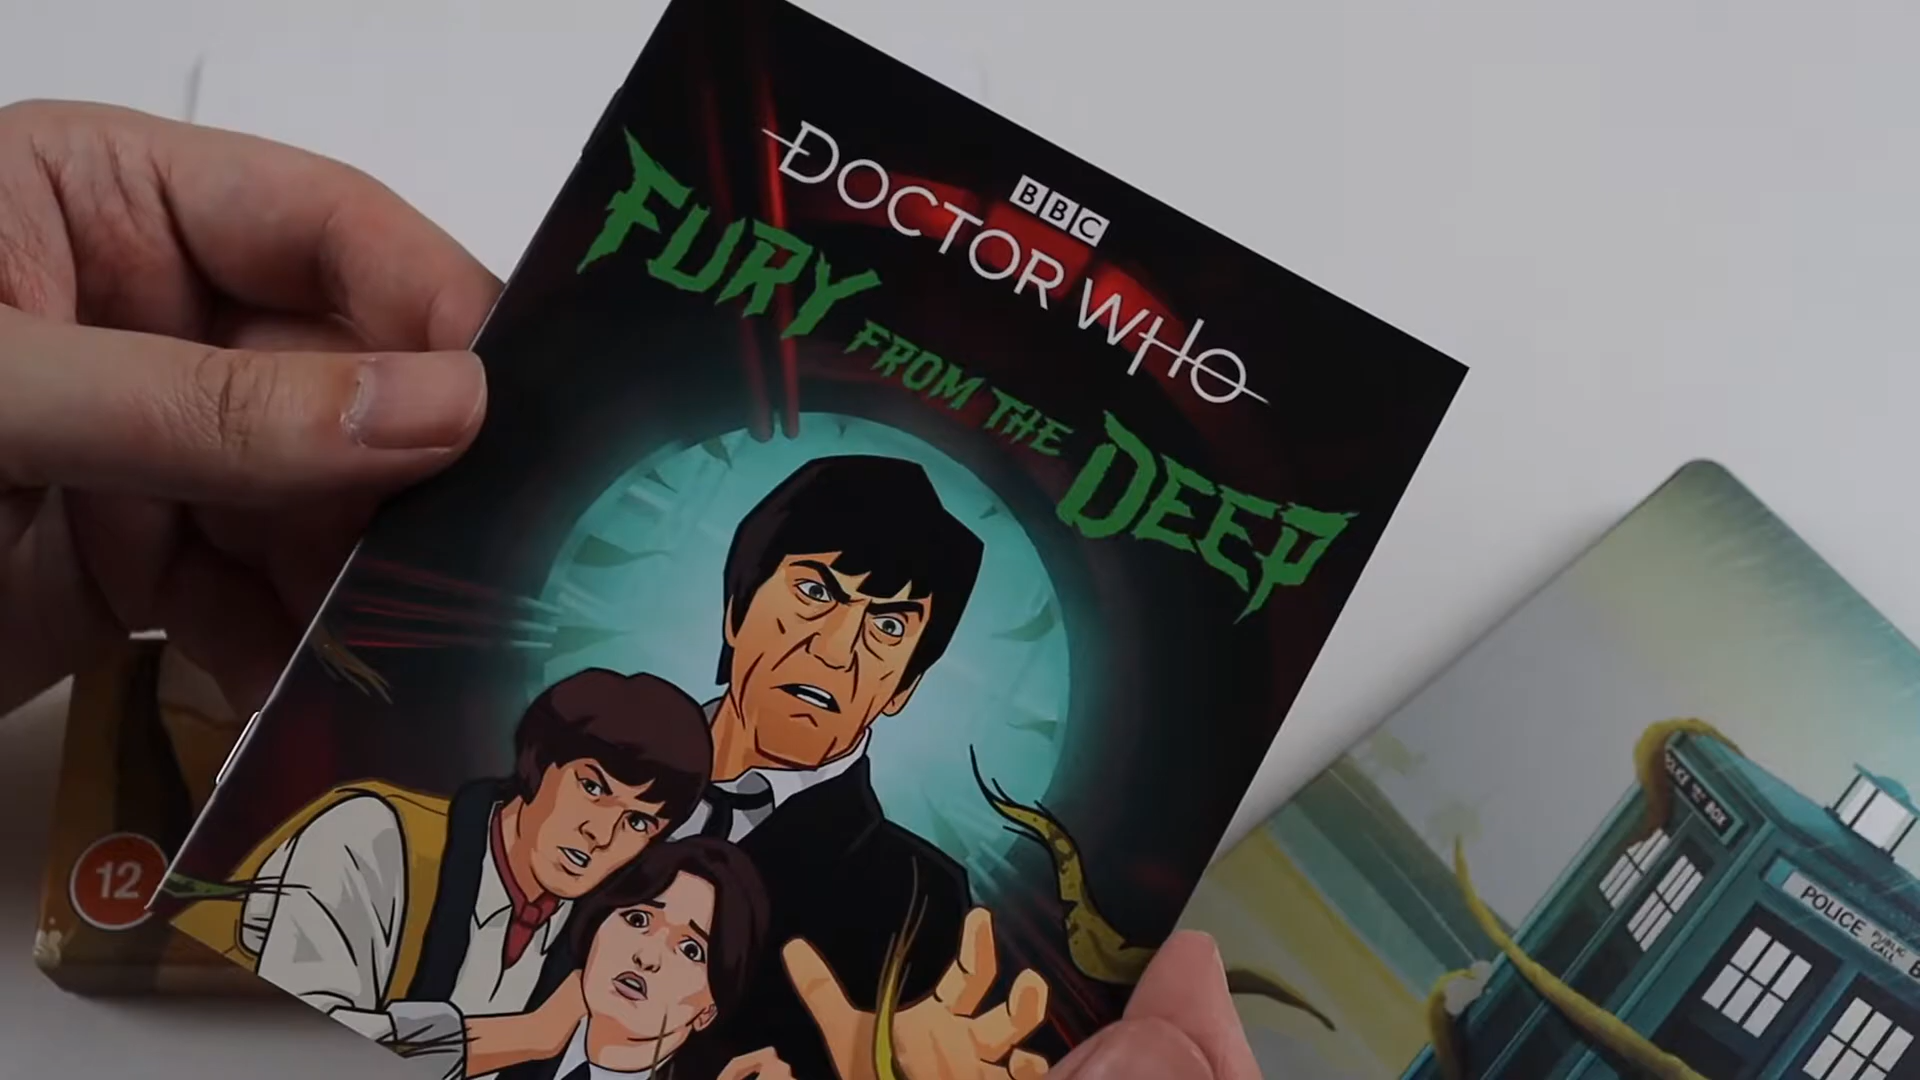 BBC
DOCTOR WHO
FURY FROM THE DEEP
12
POLICE BOX
POLICE PUBLIC CALL B